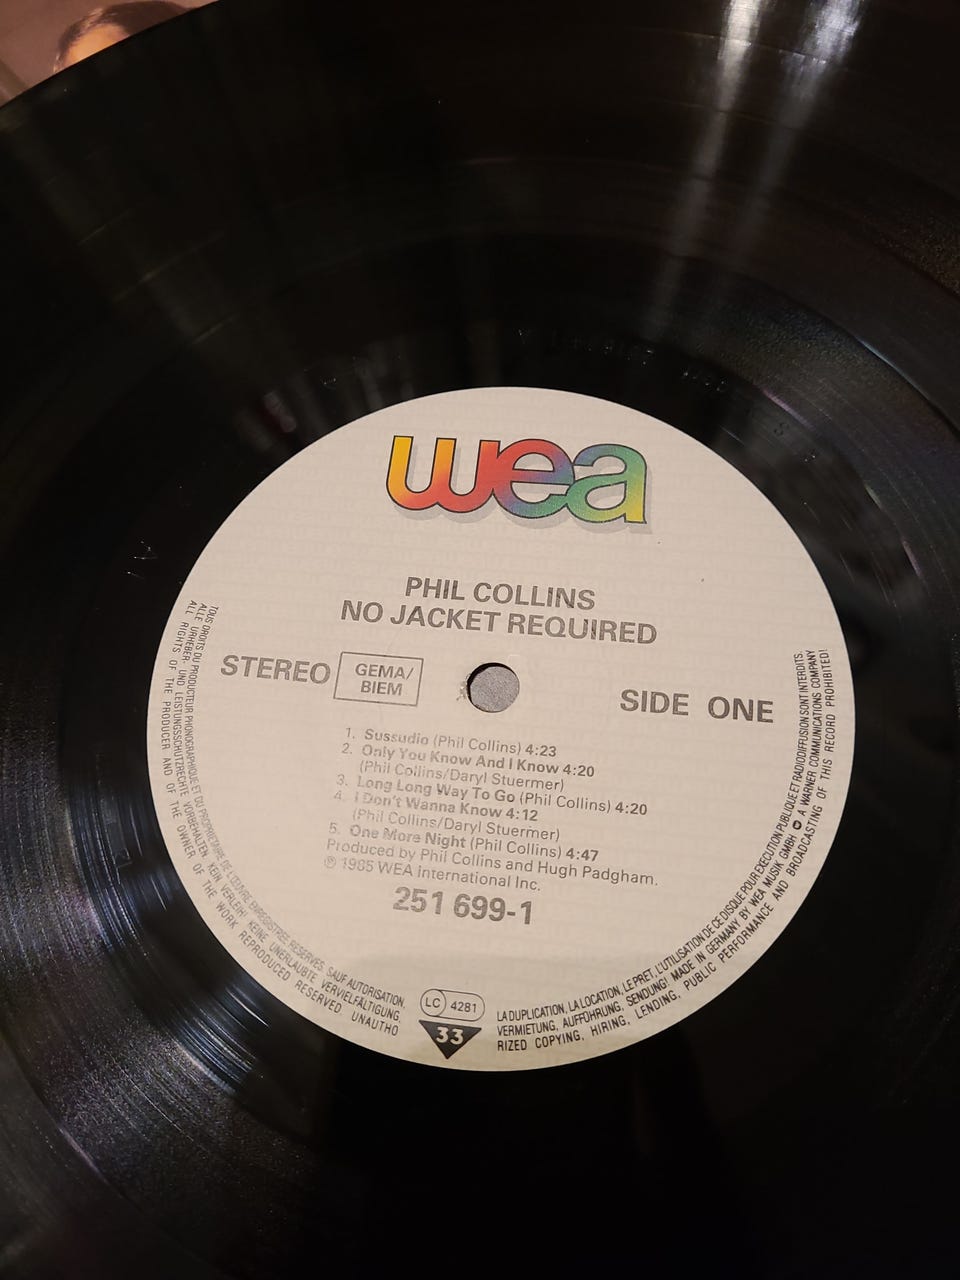 wea
PHIL COLLINS
NO JACKET REQUIRED
STEREO
GEMA/
BIEM
SIDE ONE
1. Sussudio (Phil Collins) 4:23
2. Only You Know And I Know 4:20
(Phil Collins/Daryl Stuermer)
3. Long Long Way To Go (Phil Collins) 4:20
4. I Don't Wanna Know 4:12
(Phil Collins/Daryl Stuermer)
5. One More Night (Phil Collins) 4:47
Produced by Phil Collins and Hugh Padgham.
℗ 1985 WEA International Inc.
251 699-1
LC 4281
33
TOUS DROITS DU PRODUCTEUR PHONOGRAPHIQUE ET DU PROPRIETAIRE DE L'ŒUVRE ENREGISTREE RESERVES. SAUF AUTORISATION, LA DUPLICATION, LA LOCATION, LE PRET, L'UTILISATION DE CE DISQUE POUR EXECUTION PUBLIQUE ET RADIODIFFUSION SONT INTERDITS.
ALLE URHEBER- UND LEISTUNGSSCHUTZRECHTE VORBEHALTEN. KEIN VERLEIH! KEINE UNERLAUBTE VERVIELFÄLTIGUNG, VERMIETUNG, AUFFÜHRUNG, SENDUNG! MADE IN GERMANY BY WEA MUSIK GMBH A WARNER COMMUNICATIONS COMPANY
ALL RIGHTS OF THE PRODUCER AND OF THE OWNER OF THE WORK REPRODUCED RESERVED UNAUTHORIZED COPYING, HIRING, LENDING, PUBLIC PERFORMANCE AND BROADCASTING OF THIS RECORD PROHIBITED!